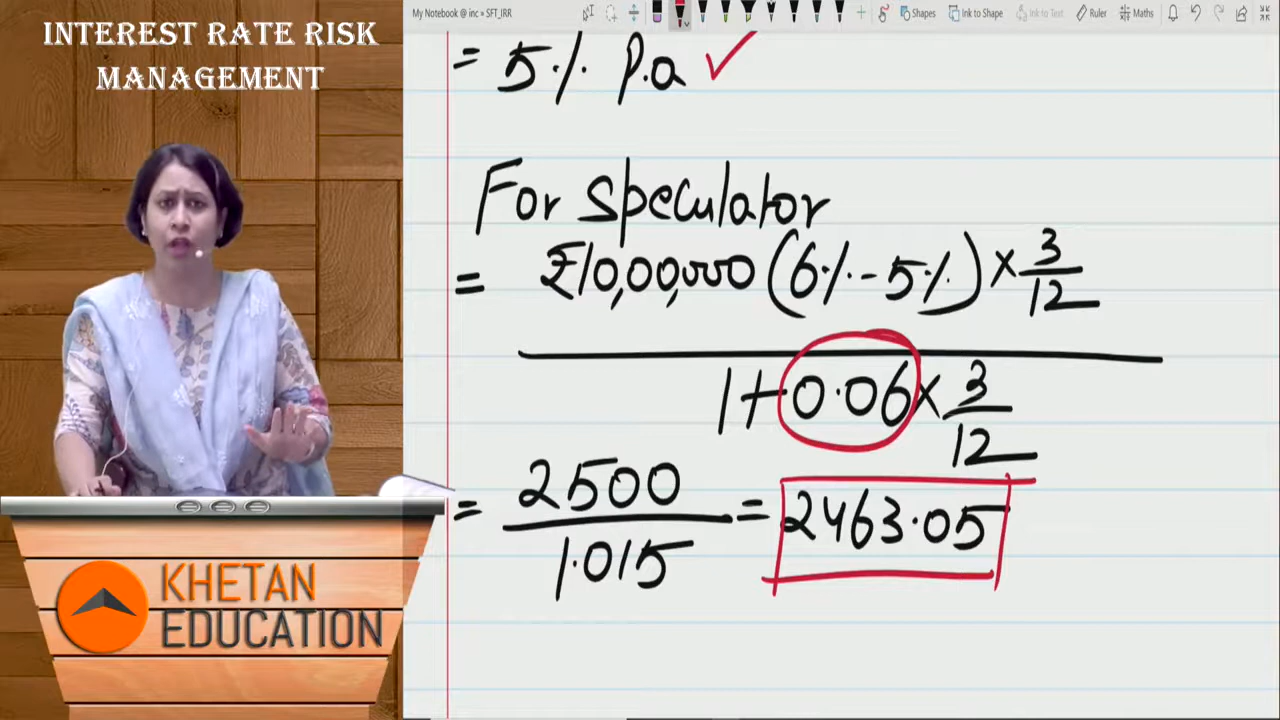 INTEREST RATE RISK
MANAGEMENT
My Notebook @ inc » SFT_IRR
Shapes
Ink to Shape
Ink to Text
Ruler
Maths
= 5% P.a ✓
For speculator
= ₹10,00,000 (6% - 5%) × 3/12
1 + 0.06 × 3/12
= 2500/1.015 = 2463.05
KHETAN
EDUCATION